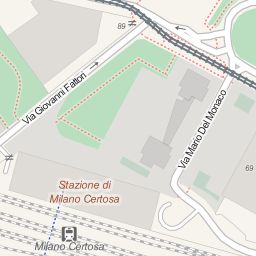 89
Via Giovanni Fattori
Via Mario Del Monaco
69
Stazione di
Milano Certosa
Milano Certosa